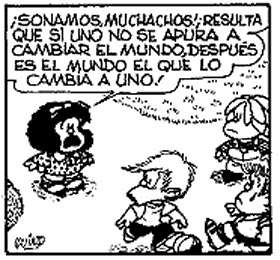 ¡SONAMOS, MUCHACHOS!; RESULTA
QUE SI UNO NO SE APURA A
CAMBIAR EL MUNDO, DESPUÉS
ES EL MUNDO EL QUE LO
CAMBIA A UNO!